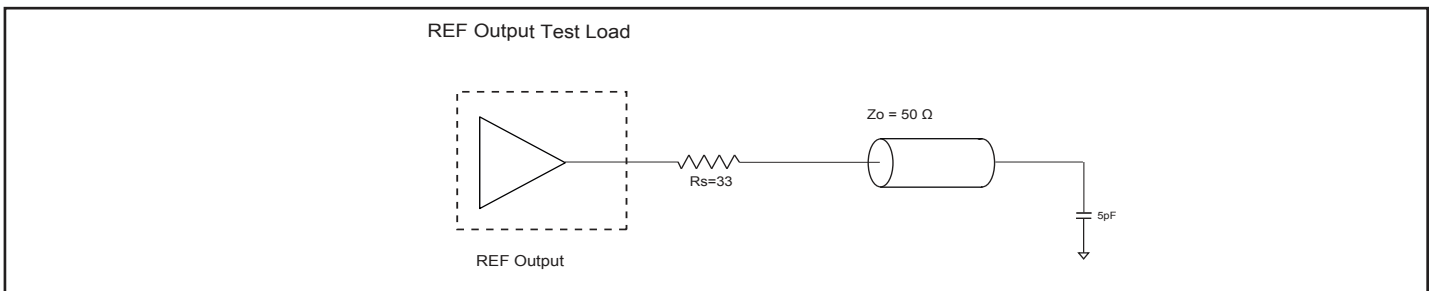 REF Output Test Load
Zo = 50 Ω
Rs=33
5pF
REF Output